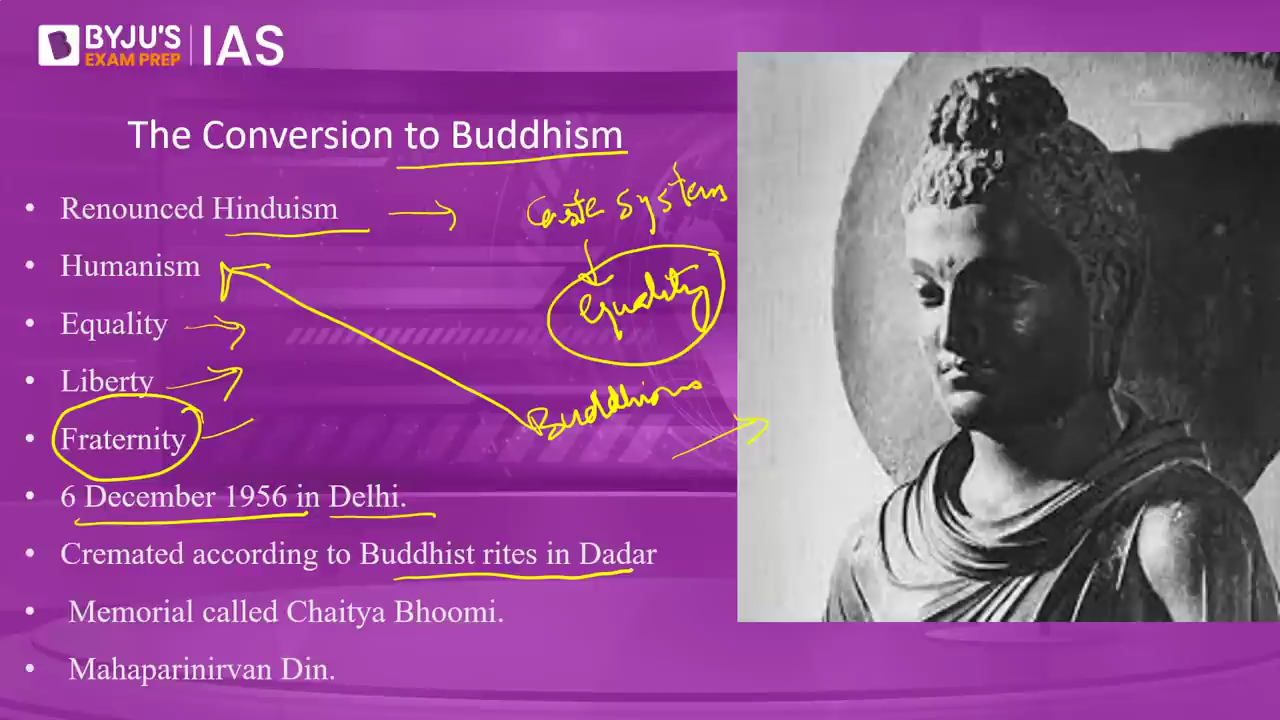 BYJU'S
EXAM PREP
IAS
The Conversion to Buddhism
• Renounced Hinduism
Caste System
• Humanism
equality
• Equality
• Liberty
Buddhism
• Fraternity
• 6 December 1956 in Delhi.
• Cremated according to Buddhist rites in Dadar
• Memorial called Chaitya Bhoomi.
• Mahaparinirvan Din.